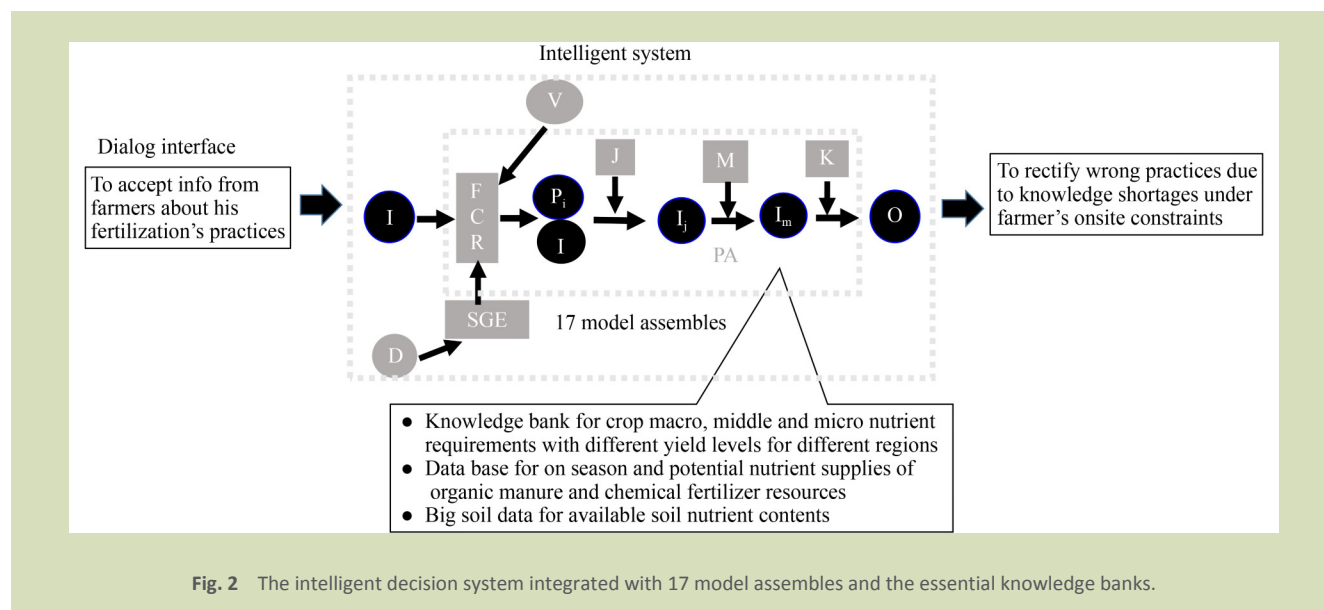 Intelligent system
V
Dialog interface
To accept info from
farmers about his
fertilization's practices
I
F
C
R
P_i
I
J
I_j
M
PA
I_m
K
O
To rectify wrong practices due
to knowledge shortages under
farmer's onsite constraints
SGE
D
17 model assembles
● Knowledge bank for crop macro, middle and micro nutrient
requirements with different yield levels for different regions
● Data base for on season and potential nutrient supplies of
organic manure and chemical fertilizer resources
● Big soil data for available soil nutrient contents
Fig. 2 The intelligent decision system integrated with 17 model assembles and the essential knowledge banks.